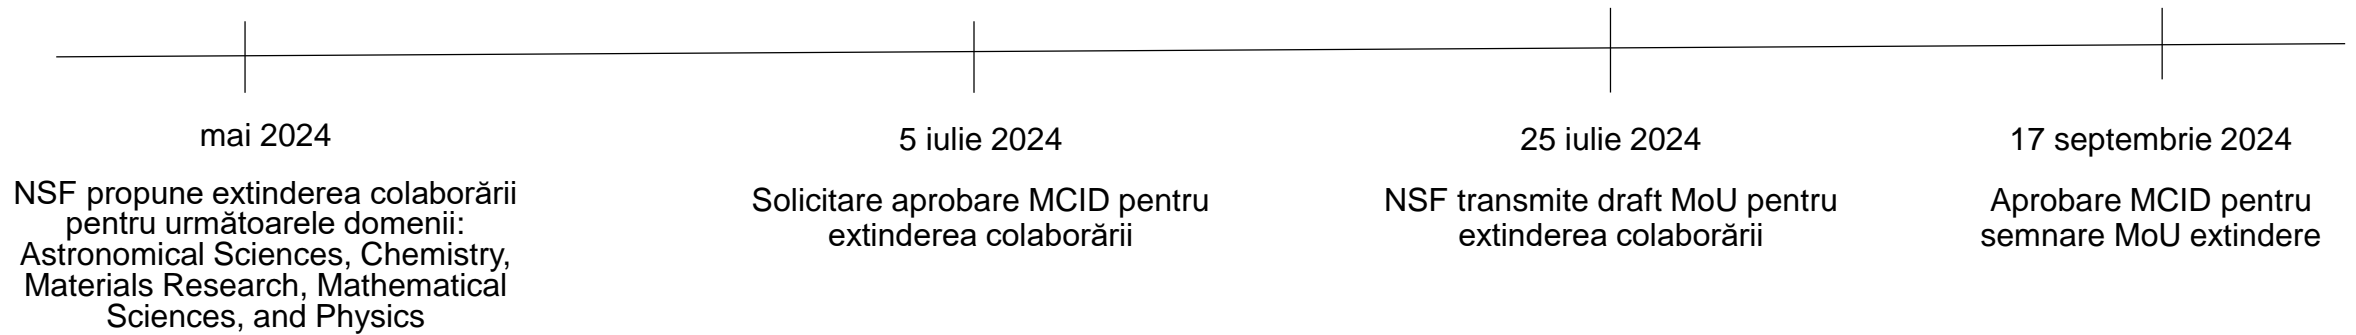 mai 2024
NSF propune extinderea colaborării
pentru următoarele domenii:
Astronomical Sciences, Chemistry,
Materials Research, Mathematical
Sciences, and Physics
5 iulie 2024
Solicitare aprobare MCID pentru
extinderea colaborării
25 iulie 2024
NSF transmite draft MoU pentru
extinderea colaborării
17 septembrie 2024
Aprobare MCID pentru
semnare MoU extindere